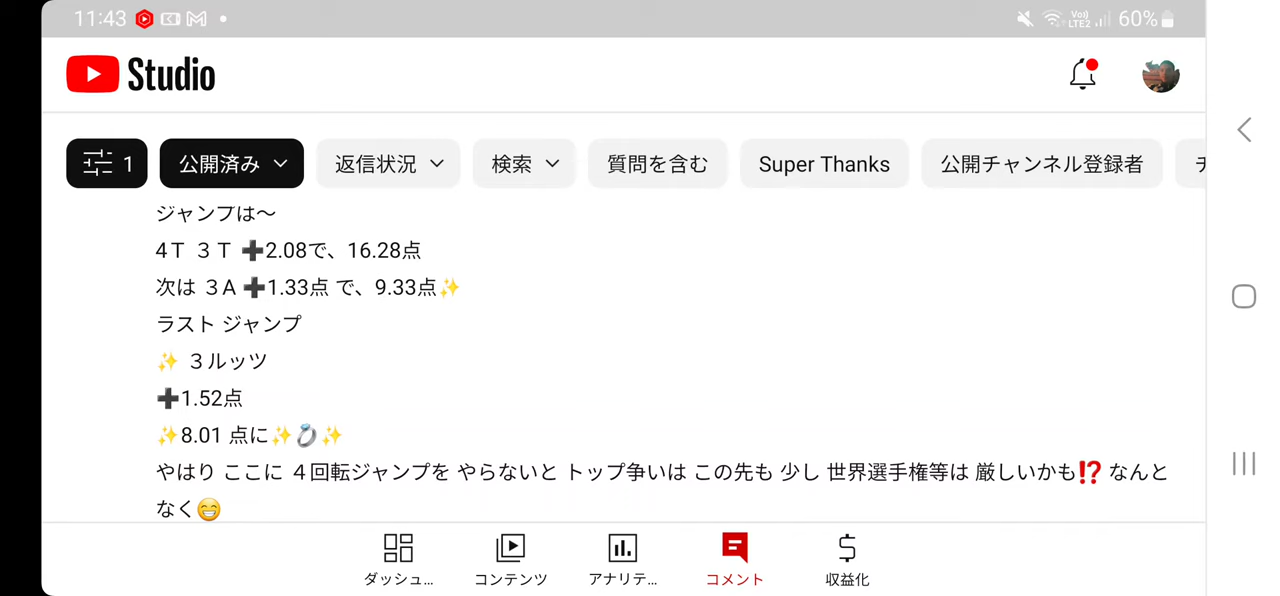 11:43 60%
Studio
1 公開済み 返信状況 検索 質問を含む Super Thanks 公開チャンネル登録者
ジャンプは〜
4T ３T ➕2.08で、16.28点
次は ３A ➕1.33点 で、9.33点✨
ラスト ジャンプ
✨ ３ルッツ
➕1.52点
✨8.01 点に✨💍✨
やはり ここに ４回転ジャンプを やらないと トップ争いは この先も 少し 世界選手権等は 厳しいかも⁉️ なんと
なく😁
ダッシュ... コンテンツ アナリテ... コメント 収益化